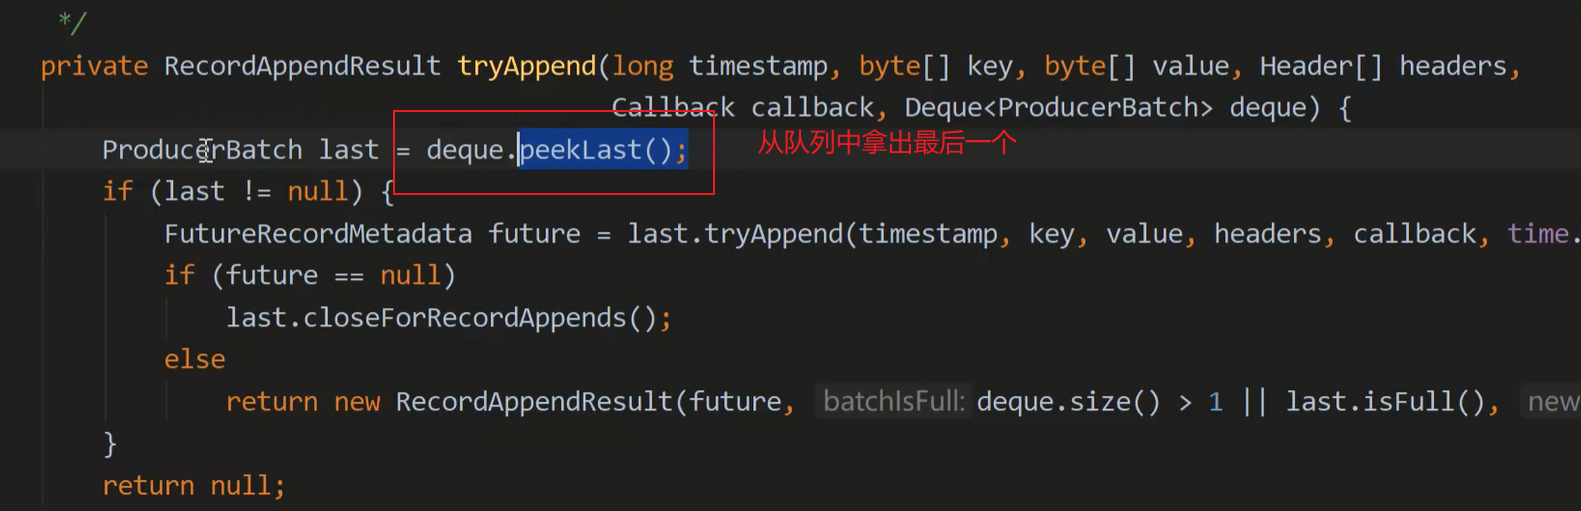 */
private RecordAppendResult tryAppend(long timestamp, byte[] key, byte[] value, Header[] headers,
Callback callback, Deque<ProducerBatch> deque) {
ProducerBatch last = deque.peekLast();
从队列中拿出最后一个
if (last != null) {
FutureRecordMetadata future = last.tryAppend(timestamp, key, value, headers, callback, time.
if (future == null)
last.closeForRecordAppends();
else
return new RecordAppendResult(future, batchIsFull: deque.size() > 1 || last.isFull(), new
}
return null;